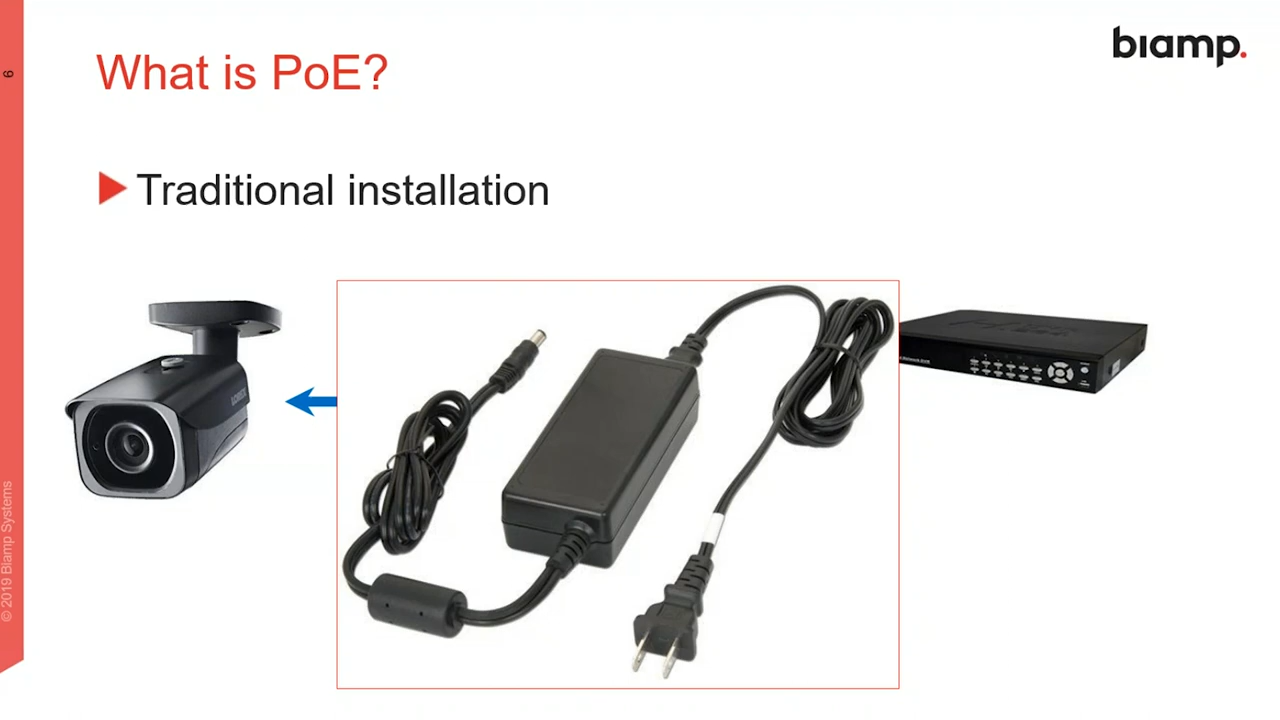 What is PoE?
biamp.
6
Traditional installation
© 2019 Biamp Systems